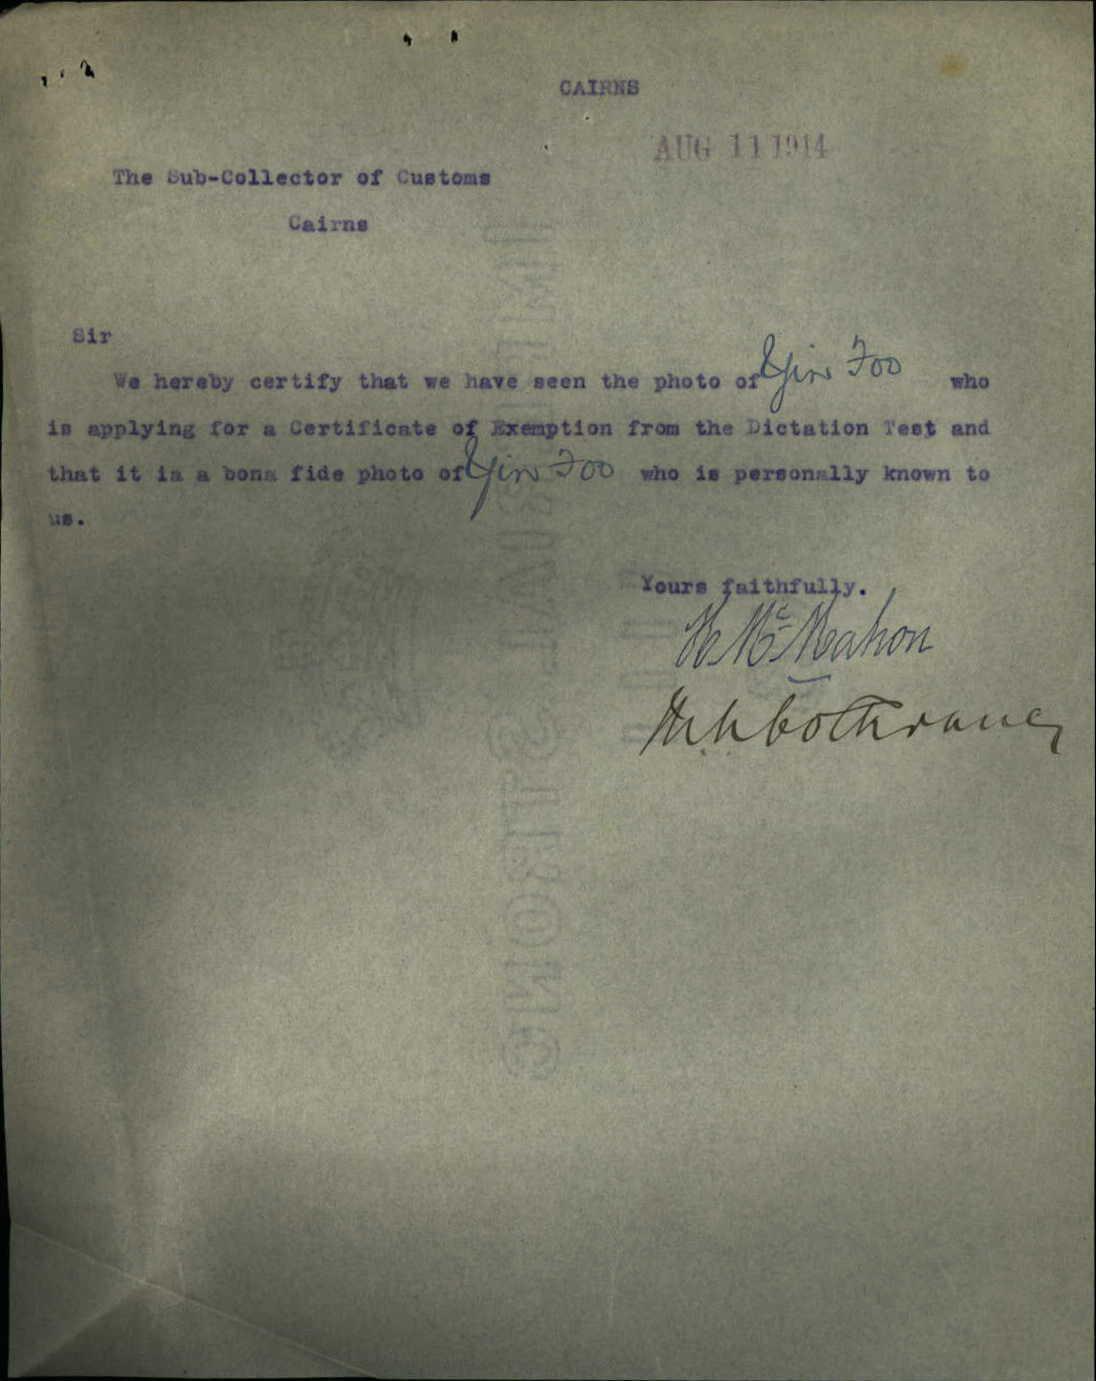 CAIRNS
AUG 11 1914
The Sub-Collector of Customs
Cairns
Sir
We hereby certify that we have seen the photo of Yin Foo who
is applying for a Certificate of Exemption from the Dictation Test and
that it is a bona fide photo of Yin Foo who is personally known to
us.
Yours faithfully.
McMahon